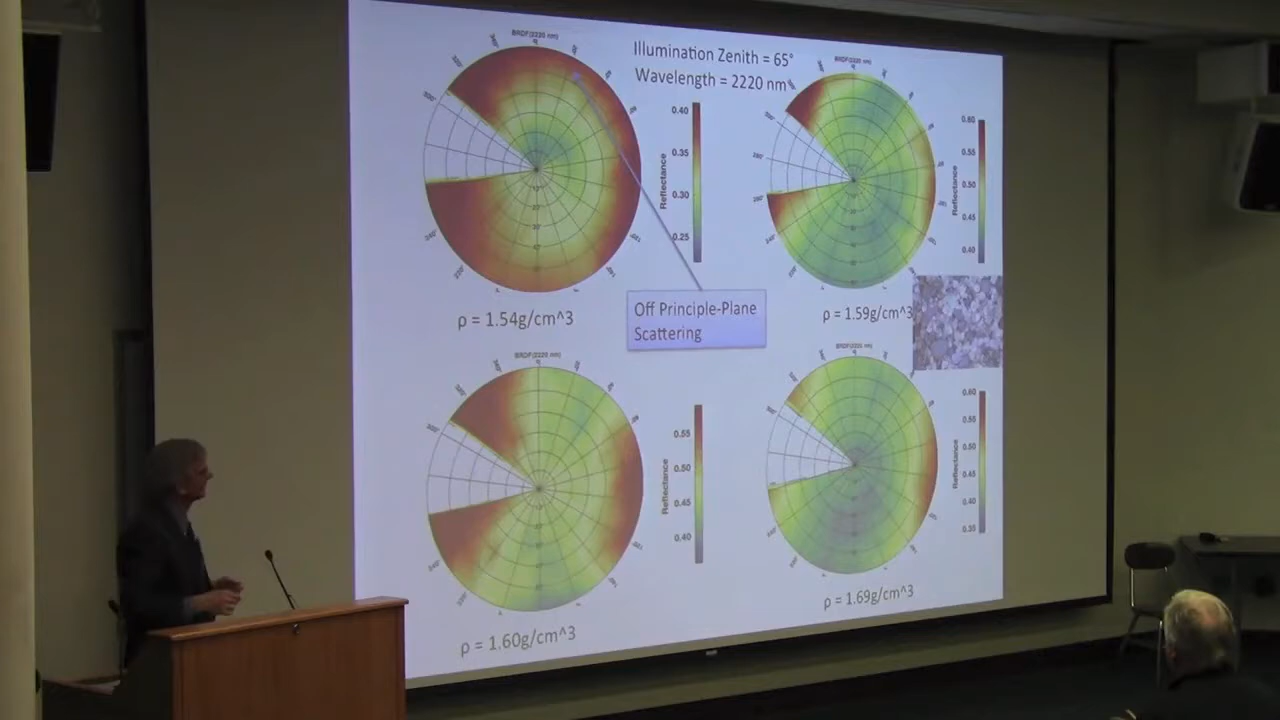 BRDF(2220 nm)
Illumination Zenith = 65°
Wavelength = 2220 nm
BRDF(2220 nm)
0.40
0.35
0.30
0.25
Reflectance
0.60
0.55
0.50
0.45
0.40
Reflectance
ρ = 1.54g/cm^3
Off Principle-Plane
Scattering
ρ = 1.59g/cm^3
BRDF(2220 nm)
BRDF(2220 nm)
0.55
0.50
0.45
0.40
Reflectance
0.60
0.55
0.50
0.45
0.40
0.35
Reflectance
ρ = 1.60g/cm^3
ρ = 1.69g/cm^3